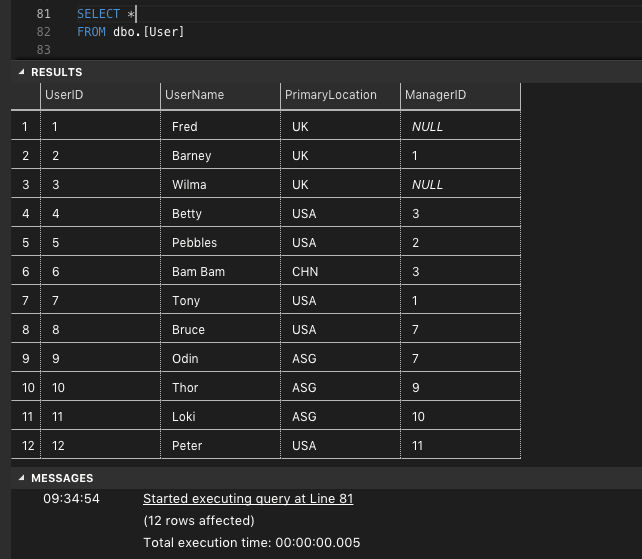 81 SELECT *
82 FROM dbo.[User]
83
RESULTS
UserID UserName PrimaryLocation ManagerID
1 1 Fred UK NULL
2 2 Barney UK 1
3 3 Wilma UK NULL
4 4 Betty USA 3
5 5 Pebbles USA 2
6 6 Bam Bam CHN 3
7 7 Tony USA 1
8 8 Bruce USA 7
9 9 Odin ASG 7
10 10 Thor ASG 9
11 11 Loki ASG 10
12 12 Peter USA 11
MESSAGES
09:34:54 Started executing query at Line 81
(12 rows affected)
Total execution time: 00:00:00.005